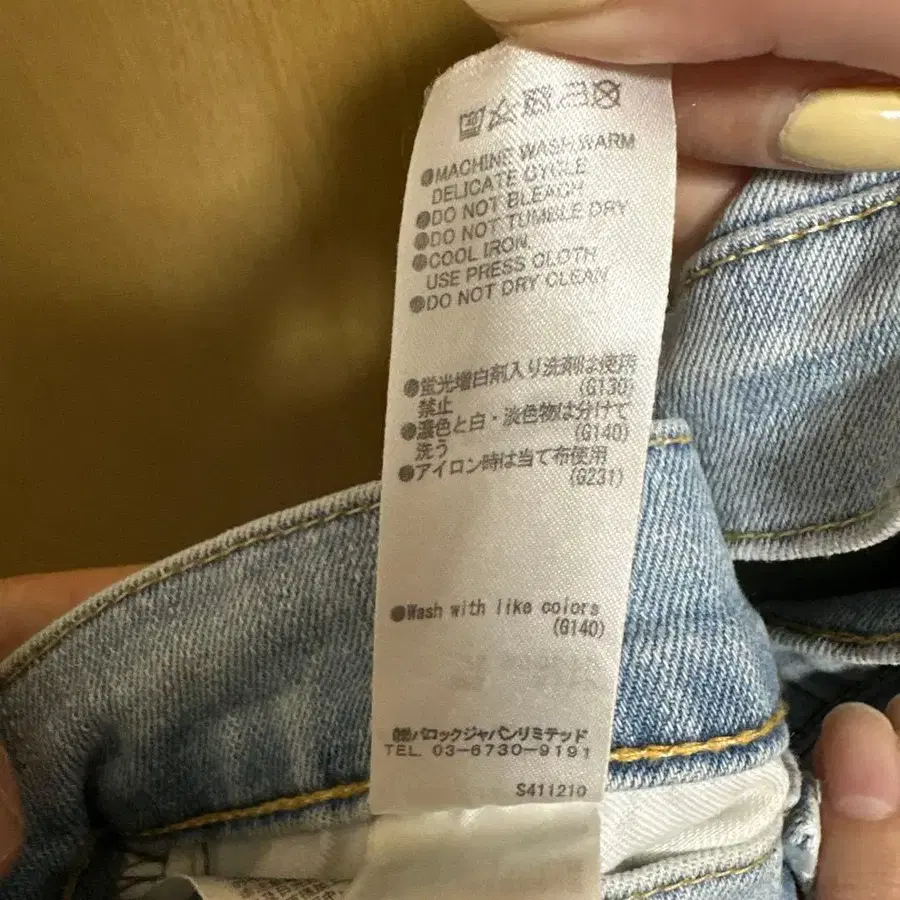 ●MACHINE WASH WARM
DELICATE CYCLE
●DO NOT BLEACH
●DO NOT TUMBLE DRY
●COOL IRON
USE PRESS CLOTH
●DO NOT DRY CLEAN
●蛍光増白剤入り洗剤は使用
禁止 (G130)
●濃色と白・淡色物は分けて
洗う (G140)
●アイロン時は当て布使用
(G231)
●Wash with like colors
(G140)
㈱バロックジャパンリミテッド
TEL 03-6730-9191
S411210